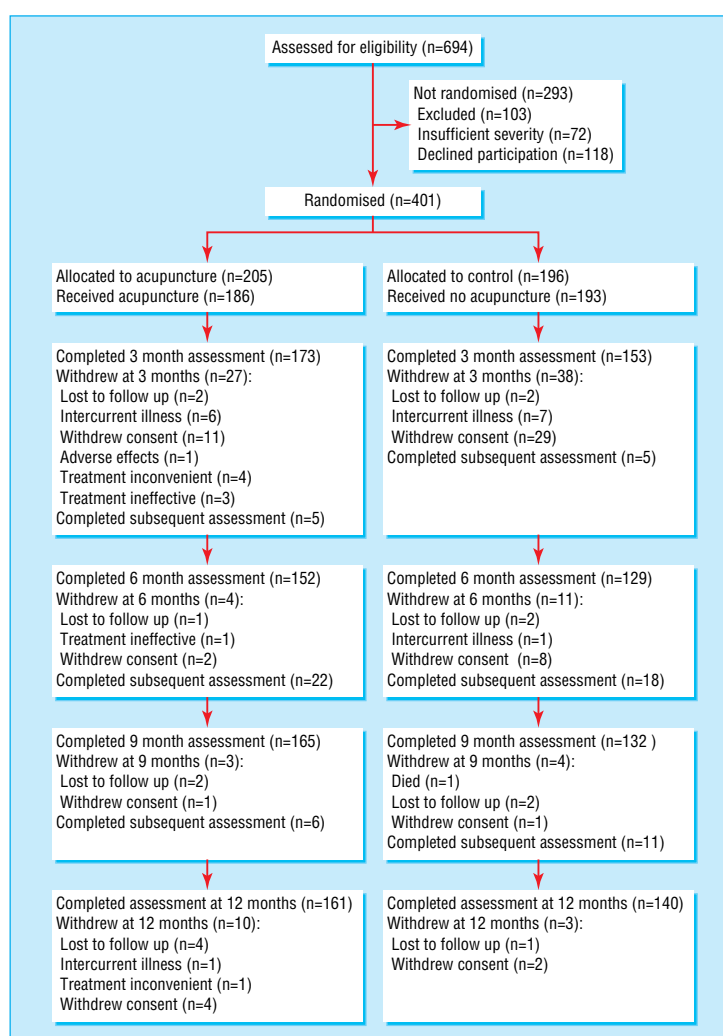 Assessed for eligibility (n=694)
Not randomised (n=293)
Excluded (n=103)
Insufficient severity (n=72)
Declined participation (n=118)
Randomised (n=401)
Allocated to acupuncture (n=205)
Received acupuncture (n=186)
Allocated to control (n=196)
Received no acupuncture (n=193)
Completed 3 month assessment (n=173)
Withdrew at 3 months (n=27):
Lost to follow up (n=2)
Intercurrent illness (n=6)
Withdrew consent (n=11)
Adverse effects (n=1)
Treatment inconvenient (n=4)
Treatment ineffective (n=3)
Completed subsequent assessment (n=5)
Completed 3 month assessment (n=153)
Withdrew at 3 months (n=38):
Lost to follow up (n=2)
Intercurrent illness (n=7)
Withdrew consent (n=29)
Completed subsequent assessment (n=5)
Completed 6 month assessment (n=152)
Withdrew at 6 months (n=4):
Lost to follow up (n=1)
Treatment ineffective (n=1)
Withdrew consent (n=2)
Completed subsequent assessment (n=22)
Completed 6 month assessment (n=129)
Withdrew at 6 months (n=11):
Lost to follow up (n=2)
Intercurrent illness (n=1)
Withdrew consent (n=8)
Completed subsequent assessment (n=18)
Completed 9 month assessment (n=165)
Withdrew at 9 months (n=3):
Lost to follow up (n=2)
Withdrew consent (n=1)
Completed subsequent assessment (n=6)
Completed 9 month assessment (n=132 )
Withdrew at 9 months (n=4):
Died (n=1)
Lost to follow up (n=2)
Withdrew consent (n=1)
Completed subsequent assessment (n=11)
Completed assessment at 12 months (n=161)
Withdrew at 12 months (n=10):
Lost to follow up (n=4)
Intercurrent illness (n=1)
Treatment inconvenient (n=1)
Withdrew consent (n=4)
Completed assessment at 12 months (n=140)
Withdrew at 12 months (n=3):
Lost to follow up (n=1)
Withdrew consent (n=2)